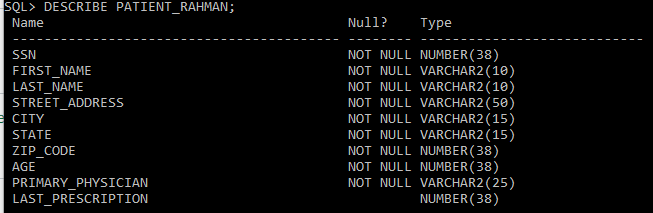 SQL> DESCRIBE PATIENT_RAHMAN;
Name Null? Type
----------------------------------------- -------- ----------------------------
SSN NOT NULL NUMBER(38)
FIRST_NAME NOT NULL VARCHAR2(10)
LAST_NAME NOT NULL VARCHAR2(10)
STREET_ADDRESS NOT NULL VARCHAR2(50)
CITY NOT NULL VARCHAR2(15)
STATE NOT NULL VARCHAR2(15)
ZIP_CODE NOT NULL NUMBER(38)
AGE NOT NULL NUMBER(38)
PRIMARY_PHYSICIAN NOT NULL VARCHAR2(25)
LAST_PRESCRIPTION NUMBER(38)